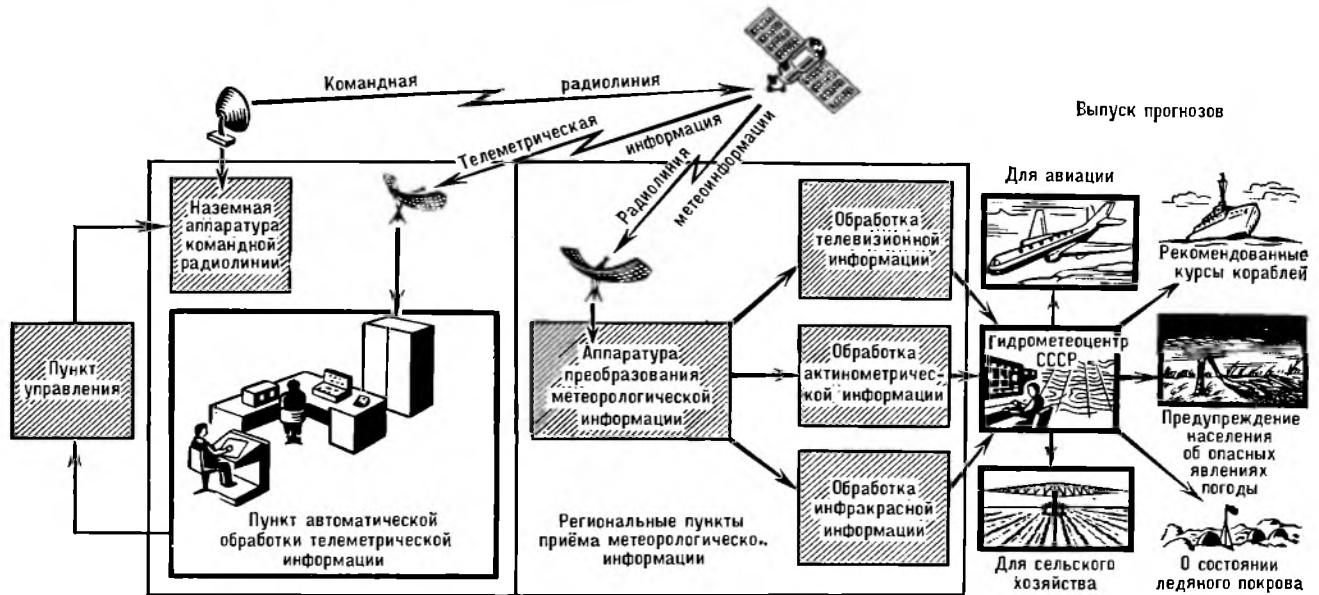 Командная радиолиния
Выпуск прогнозов
Телеметрическая информация
Радиолиния
метеоинформации
Наземная
аппаратура
командной
радиолинии
Пункт
управления
Пункт автоматической
обработки телеметрической
информации
Аппаратура
преобразования
метеорологической
информации
Региональные пункты
приёма метеорологическо..
информации
Обработка
телевизионной
информации
Обработка
актинометричес-
кой информации
Обработка
инфракрасной
информации
Гидрометеоцентр
СССР
Для авиации
Рекомендованные
курсы кораблей
Предупреждение
населения
об опасных
явлениях
погоды
Для сельского
хозяйства
О состоянии
ледяного покрова